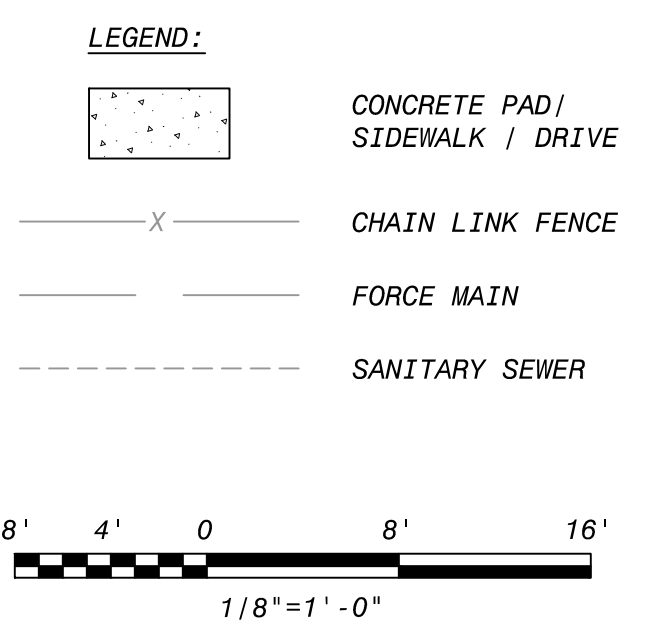 LEGEND:
CONCRETE PAD/
SIDEWALK / DRIVE
X
CHAIN LINK FENCE
FORCE MAIN
SANITARY SEWER
8' 4' 0 8' 16'
1/8"=1'-0"